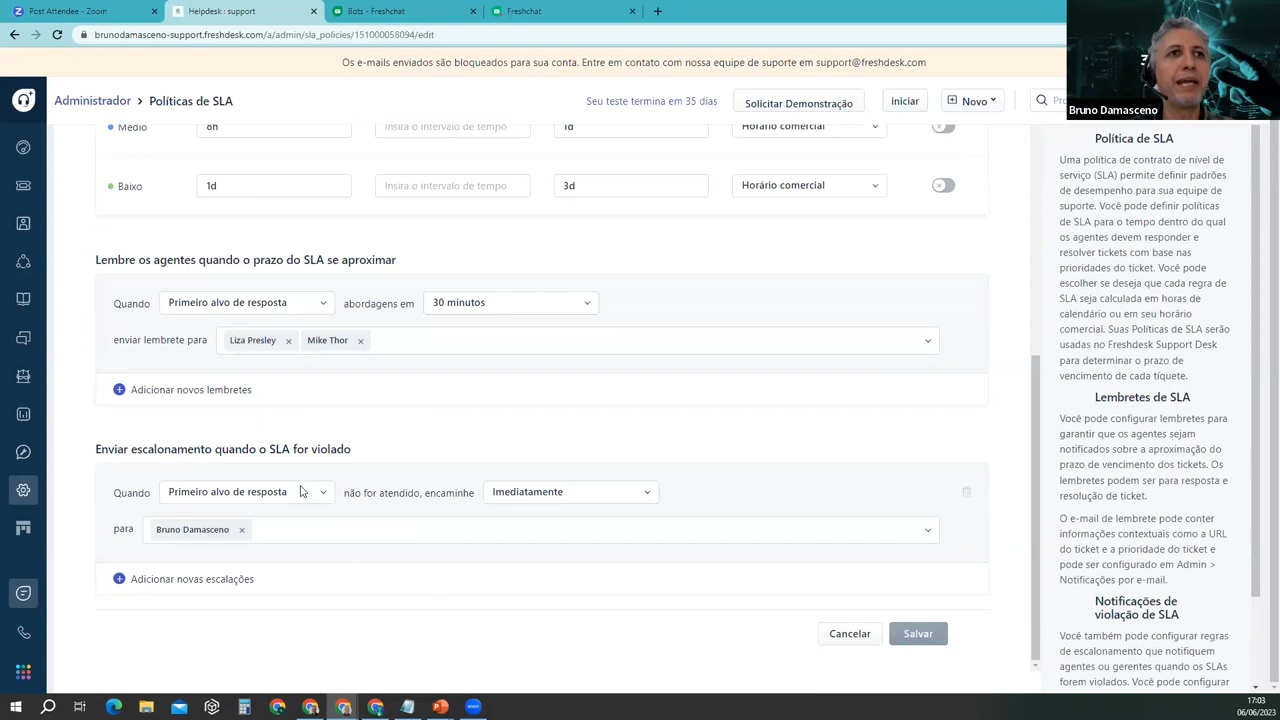 Post Attendee - Zoom
Helpdesk : support
Bots - Freshchat
Freshchat
brunodamasceno-support.freshdesk.com/a/admin/sla_policies/151000058094/edit
Os e-mails enviados são bloqueados para sua conta. Entre em contato com nossa equipe de suporte em support@freshdesk.com
Bruno Damasceno
Administrador
Políticas de SLA
Seu teste termina em 35 dias
Solicitar Demonstração
iniciar
Novo
Médio
8h
Insira o intervalo de tempo
1d
Horário comercial
Baixo
1d
Insira o intervalo de tempo
3d
Horário comercial
Lembre os agentes quando o prazo do SLA se aproximar
Quando
Primeiro alvo de resposta
abordagens em
30 minutos
enviar lembrete para
Liza Presley
Mike Thor
Adicionar novos lembretes
Enviar escalonamento quando o SLA for violado
Quando
Primeiro alvo de resposta
não for atendido, encaminhe
Imediatamente
para
Bruno Damasceno
Adicionar novas escalações
Cancelar
Salvar
Política de SLA
Uma política de contrato de nível de
serviço (SLA) permite definir padrões
de desempenho para sua equipe de
suporte. Você pode definir políticas
de SLA para o tempo dentro do qual
os agentes devem responder e
resolver tickets com base nas
prioridades do ticket. Você pode
escolher se deseja que cada regra de
SLA seja calculada em horas de
calendário ou em seu horário
comercial. Suas Políticas de SLA serão
usadas no Freshdesk Support Desk
para determinar o prazo de
vencimento de cada tíquete.
Lembretes de SLA
Você pode configurar lembretes para
garantir que os agentes sejam
notificados sobre a aproximação do
prazo de vencimento dos tickets. Os
lembretes podem ser para resposta e
resolução de ticket.
O e-mail de lembrete pode conter
informações contextuais como a URL
do ticket e a prioridade do ticket e
pode ser configurado em Admin >
Notificações por e-mail.
Notificações de
violação de SLA
Você também pode configurar regras
de escalonamento que notifiquem
agentes ou gerentes quando os SLAs
forem violados. Você pode configurar
17:03
06/06/2023